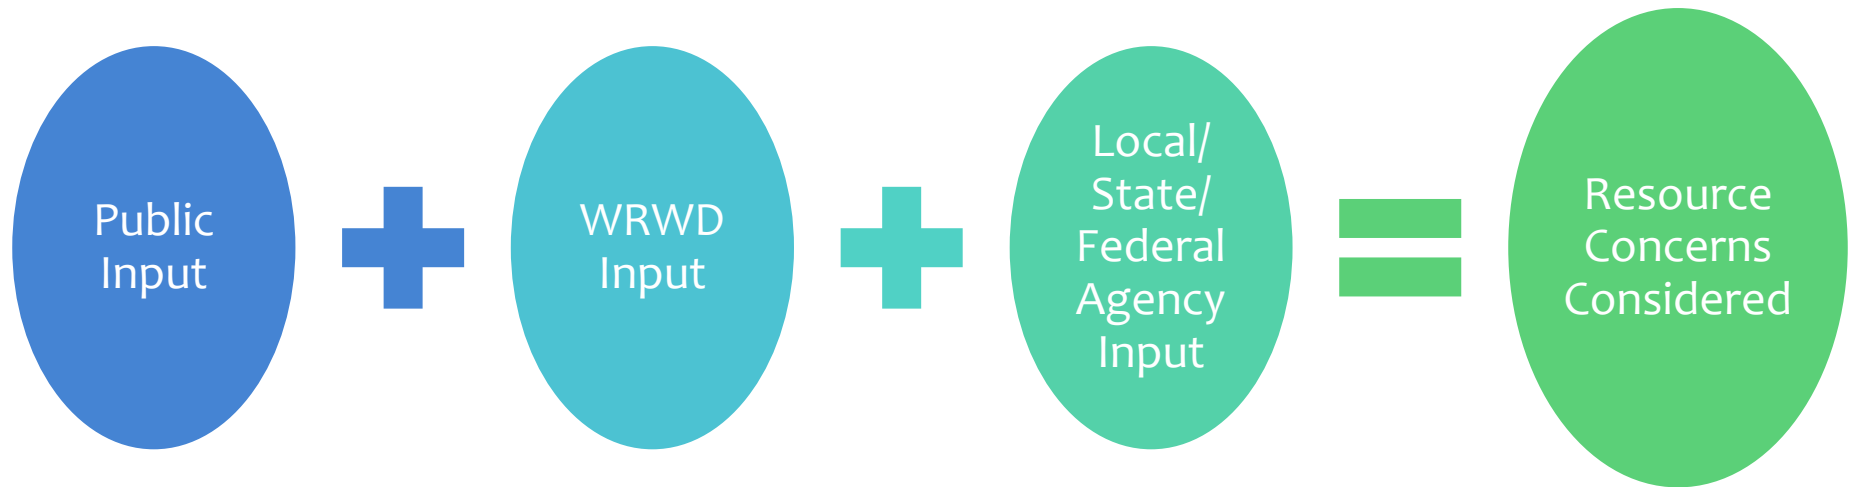 Public
Input
WRWD
Input
Local/
State/
Federal
Agency
Input
Resource
Concerns
Considered